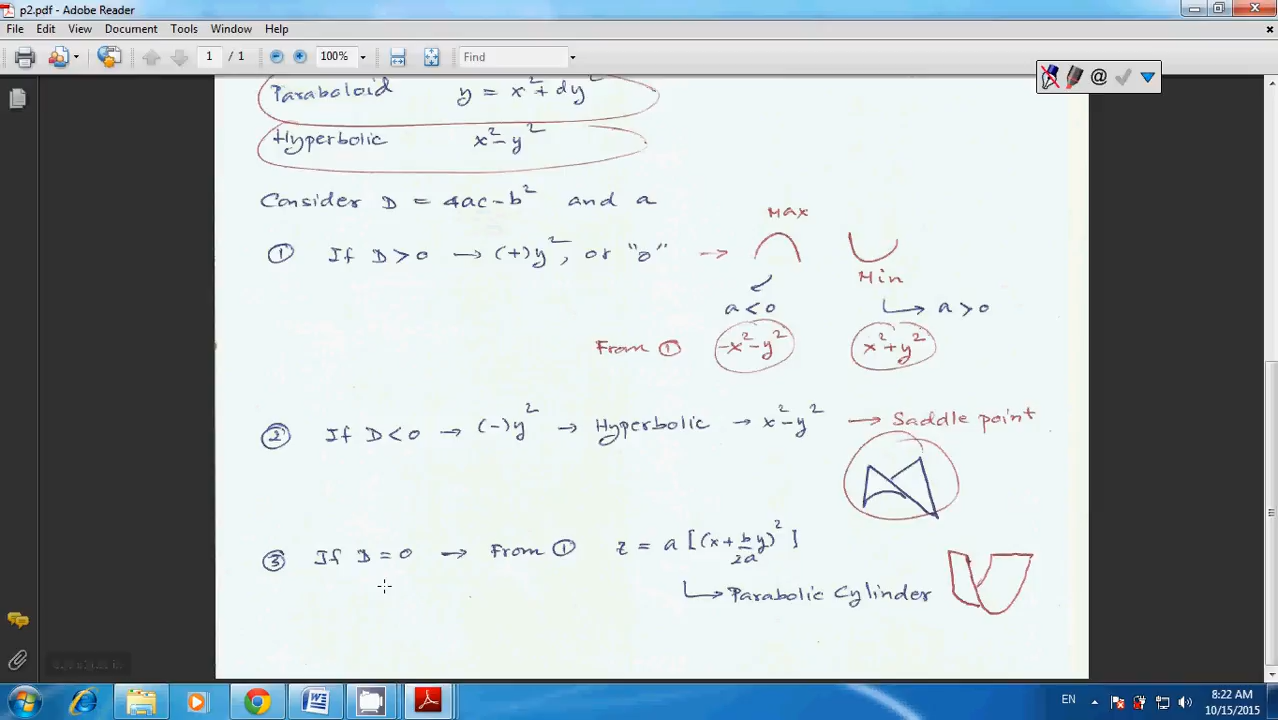 p2.pdf - Adobe Reader
File Edit View Document Tools Window Help
1 / 1 100% Find
Paraboloid y = x² + dy²
Hyperbolic x² - y²
Consider D = 4ac - b² and a
① If D > 0 → (+)y², or "0" →
Max
Min
a < 0 → a > 0
From ① -x² - y² x² + y²
② If D < 0 → (-)y² → Hyperbolic → x² - y² → Saddle point
③ If D = 0 → From ① z = a [(x + b/2a y)²]
→ Parabolic Cylinder
EN 8:22 AM
10/15/2015